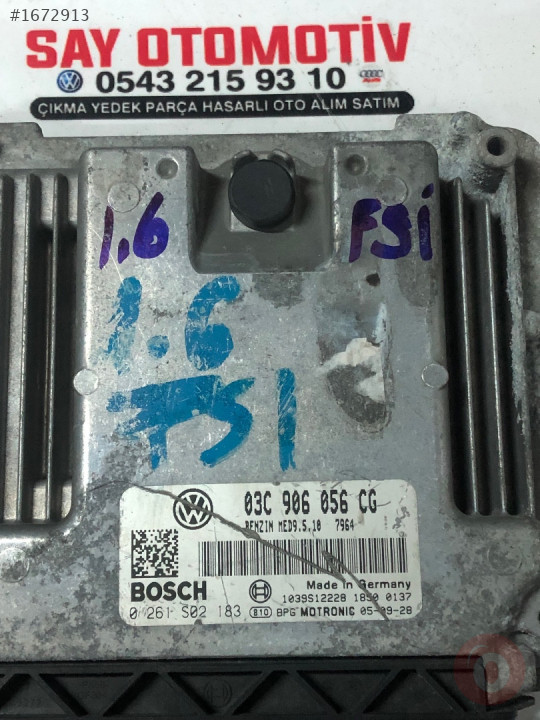 #1672913
SAY OTOMOTİV
0543 215 93 10
ÇIKMA YEDEK PARÇA HASARLI OTO ALIM SATIM
1.6 FSi
1.6
FSI
03C 906 056 CG
BENZIN MED9.5.10 7964
BOSCH
Made in Germany
1039S12228 1850 0137
0 261 S02 183 810 BPG MOTRONIC 05-09-28